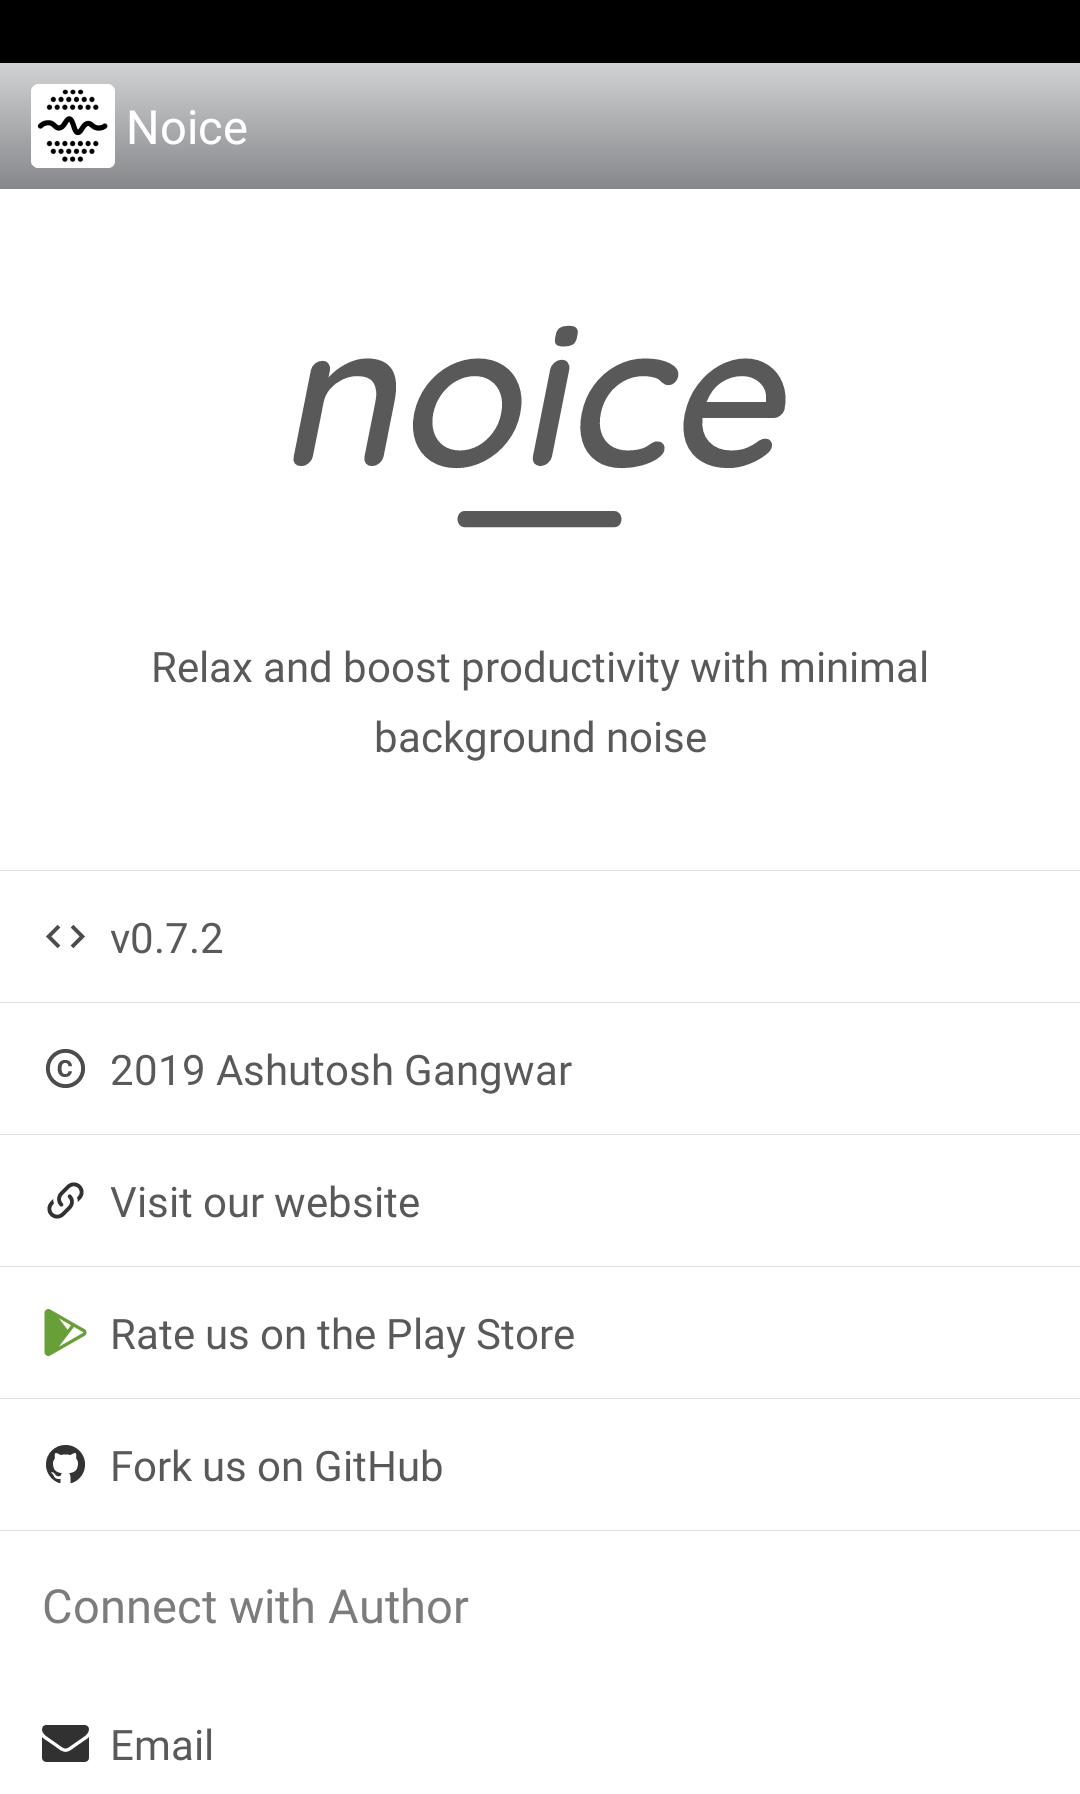 Noice
noice
Relax and boost productivity with minimal
background noise
v0.7.2
2019 Ashutosh Gangwar
Visit our website
Rate us on the Play Store
Fork us on GitHub
Connect with Author
Email